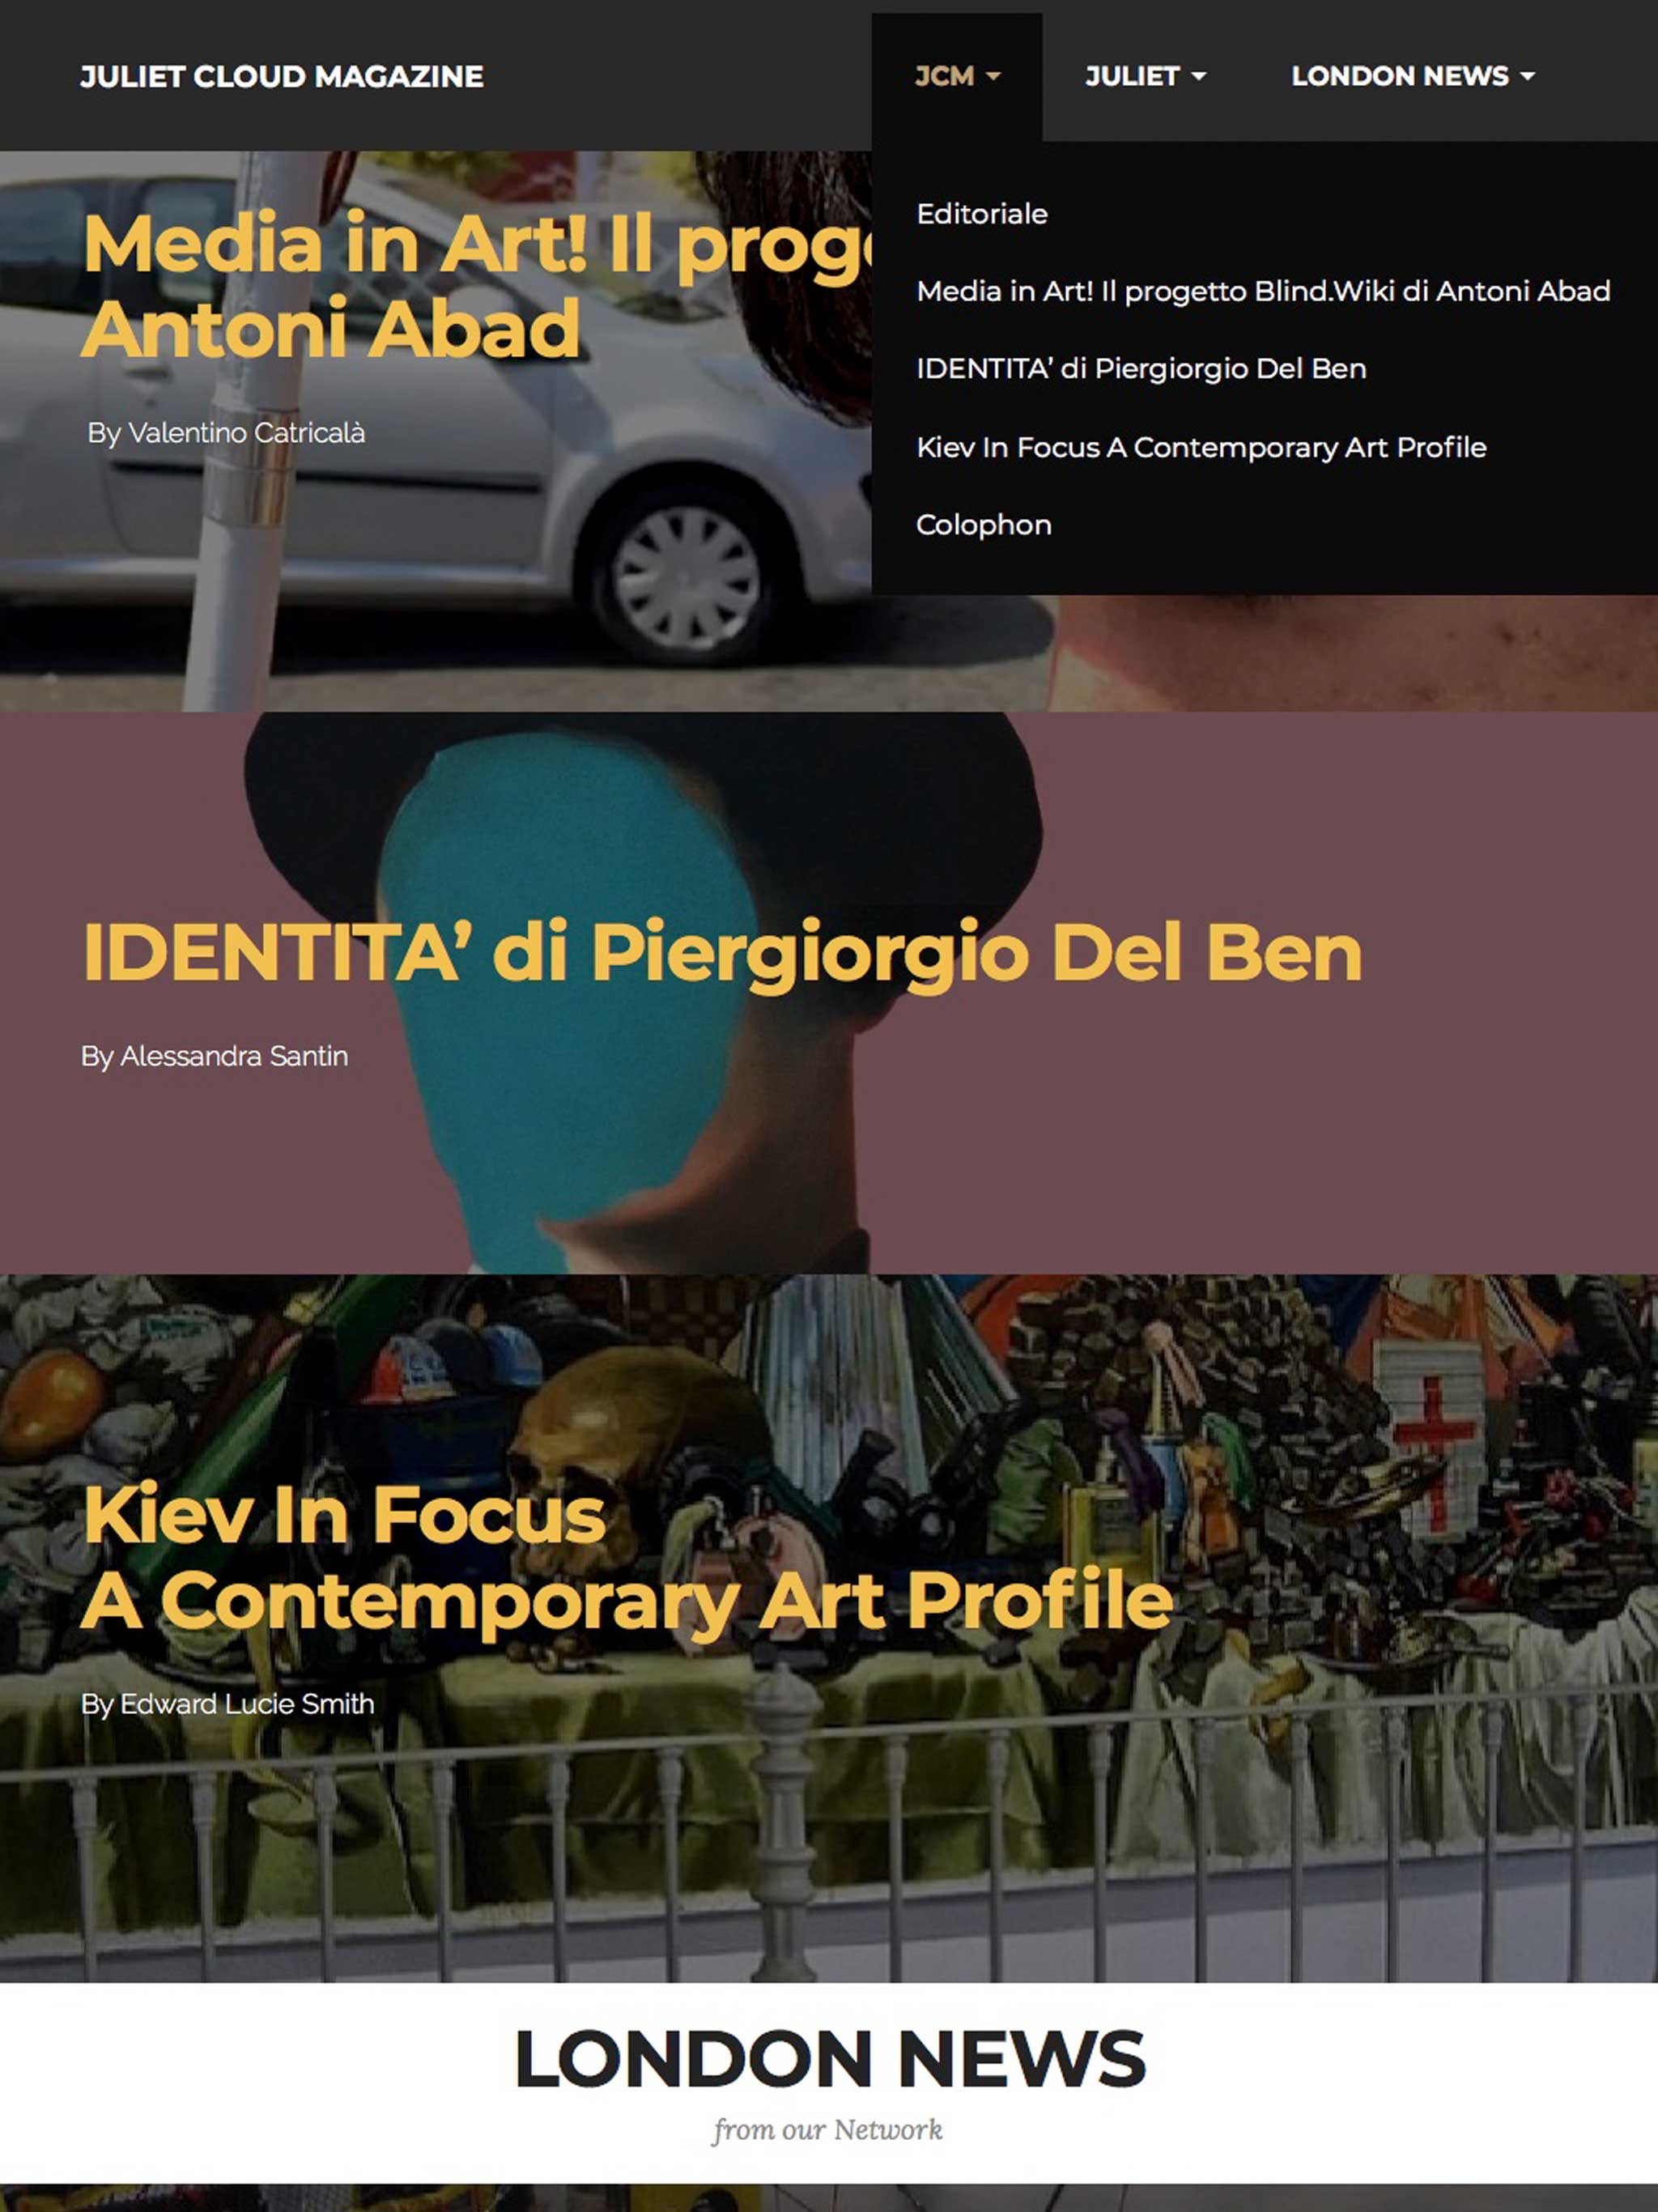 JULIET CLOUD MAGAZINE
JCM
JULIET
LONDON NEWS
Editoriale
Media in Art! Il progetto Blind.Wiki di Antoni Abad
IDENTITA’ di Piergiorgio Del Ben
Kiev In Focus A Contemporary Art Profile
Colophon
Media in Art! Il
Antoni Abad
By Valentino Catricalà
IDENTITA’ di Piergiorgio Del Ben
By Alessandra Santin
Kiev In Focus
A Contemporary Art Profile
By Edward Lucie Smith
LONDON NEWS
from our Network